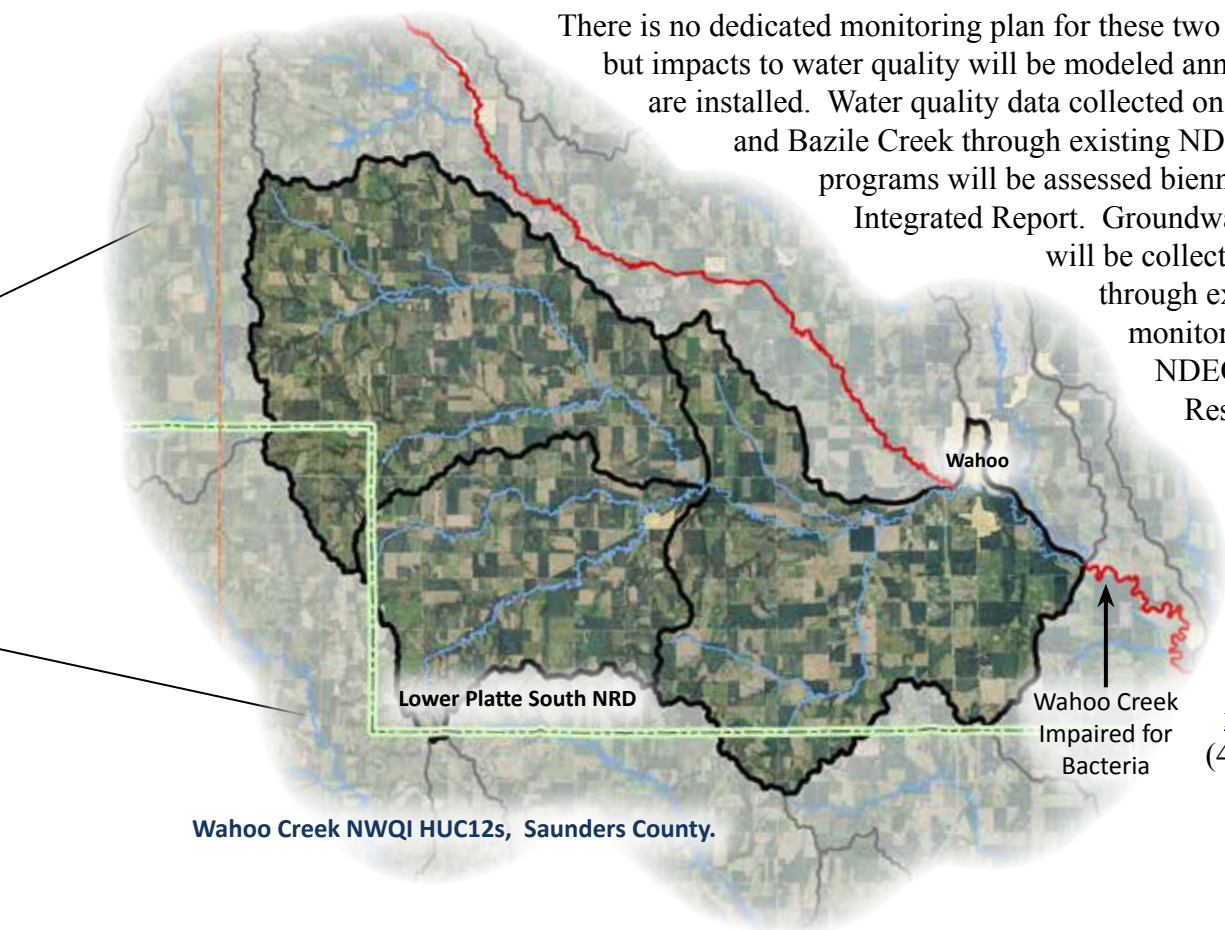 There is no dedicated monitoring plan for these two
but impacts to water quality will be modeled ann
are installed.  Water quality data collected on
and Bazile Creek through existing ND
programs will be assessed bienn
Integrated Report.  Groundwa
will be collect
through ex
monitor
NDEQ
Res
Wahoo
Lower Platte South NRD
Wahoo Creek
Impaired for
Bacteria
(4
Wahoo Creek NWQI HUC12s,  Saunders County.